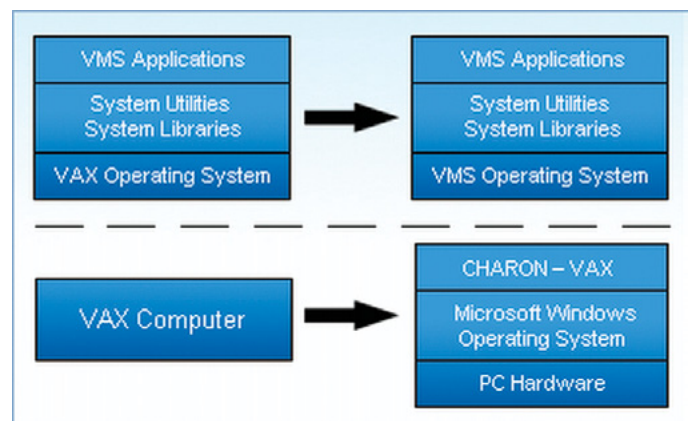 VMS Applications
System Utilities
System Libraries
VAX Operating System
VMS Applications
System Utilities
System Libraries
VMS Operating System
VAX Computer
CHARON – VAX
Microsoft Windows
Operating System
PC Hardware